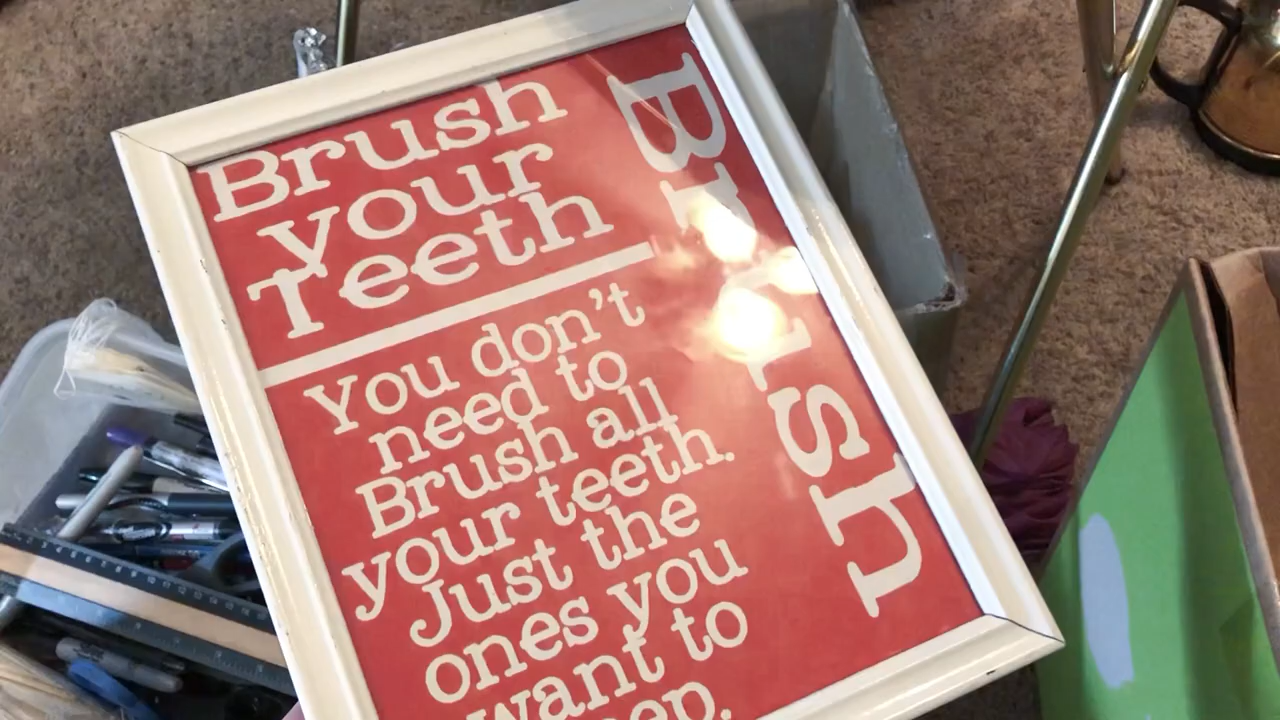 Brush
your
Teeth
You don't
need to
Brush all
your teeth.
Just the
ones you
want to
Brush